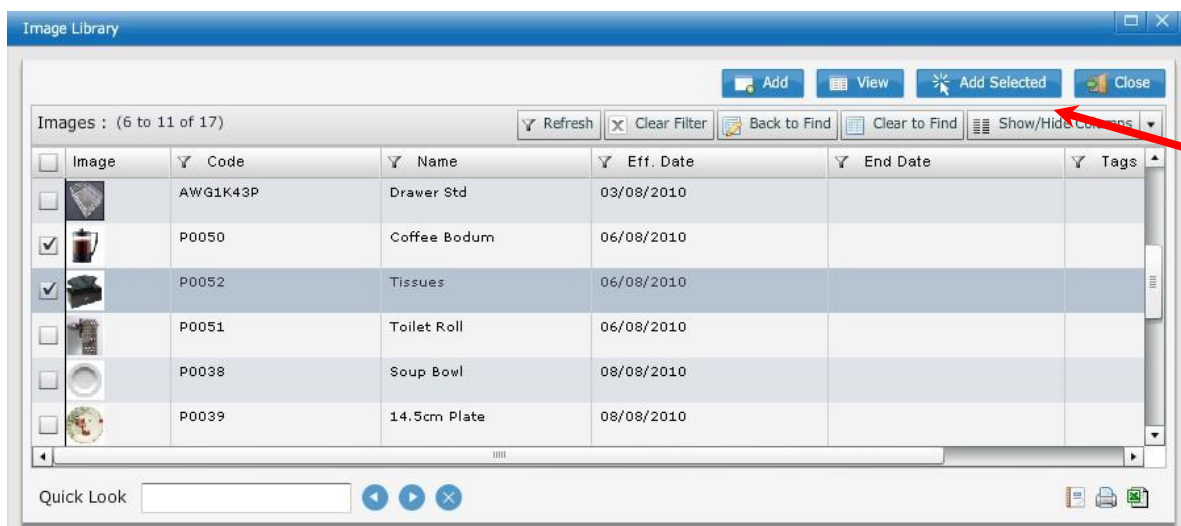 Image Library
Add View Add Selected Close
Images : (6 to 11 of 17) Refresh Clear Filter Back to Find Clear to Find Show/Hide Columns
Image Code Name Eff. Date End Date Tags
AWG1K43P Drawer Std 03/08/2010
P0050 Coffee Bodum 06/08/2010
P0052 Tissues 06/08/2010
P0051 Toilet Roll 06/08/2010
P0038 Soup Bowl 08/08/2010
P0039 14.5cm Plate 08/08/2010
Quick Look